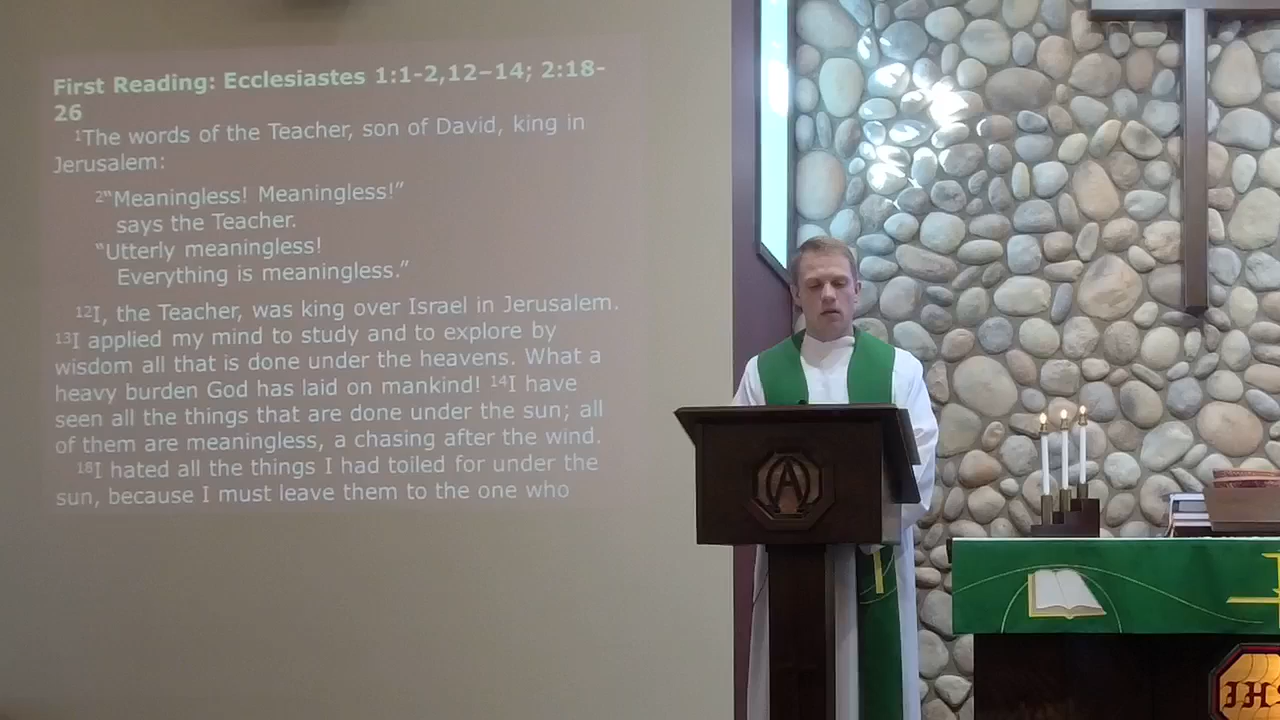 First Reading: Ecclesiastes 1:1-2,12–14; 2:18-
26
¹The words of the Teacher, son of David, king in
Jerusalem:
²“Meaningless! Meaningless!”
says the Teacher.
“Utterly meaningless!
Everything is meaningless.”
¹²I, the Teacher, was king over Israel in Jerusalem.
¹³I applied my mind to study and to explore by
wisdom all that is done under the heavens. What a
heavy burden God has laid on mankind! ¹⁴I have
seen all the things that are done under the sun; all
of them are meaningless, a chasing after the wind.
¹⁸I hated all the things I had toiled for under the
sun, because I must leave them to the one who
IHS